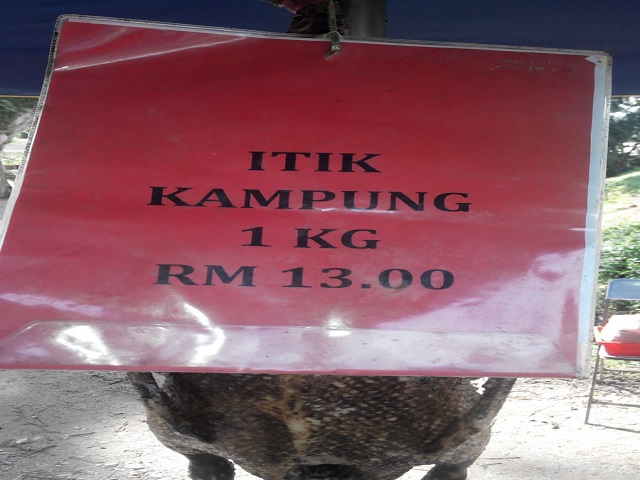 ITIK
KAMPUNG
1 KG
RM 13.00